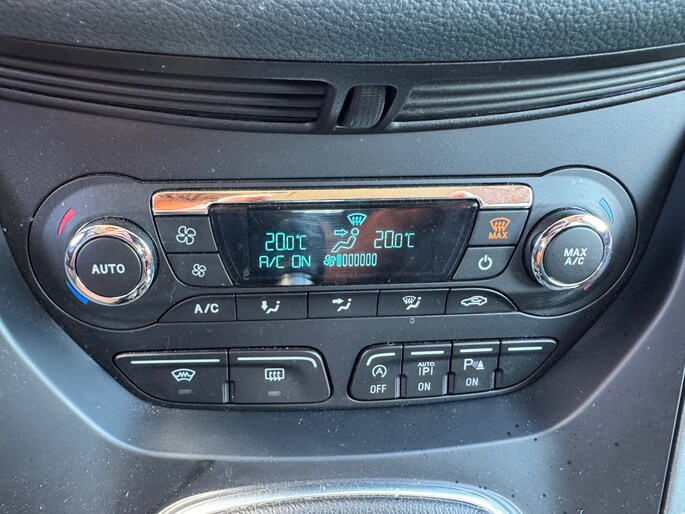 20.0°C 20.0°C
A/C ON
AUTO
MAX
MAX
A/C
A/C
A
OFF
AUTO
P
ON
P
ON